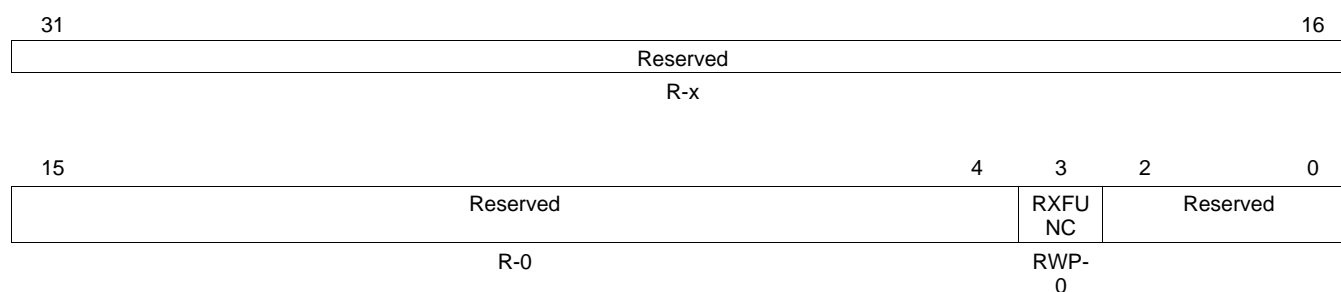 31 16
Reserved
R-x
15 4 3 2 0
Reserved RXFU Reserved
NC
R-0 RWP-
0